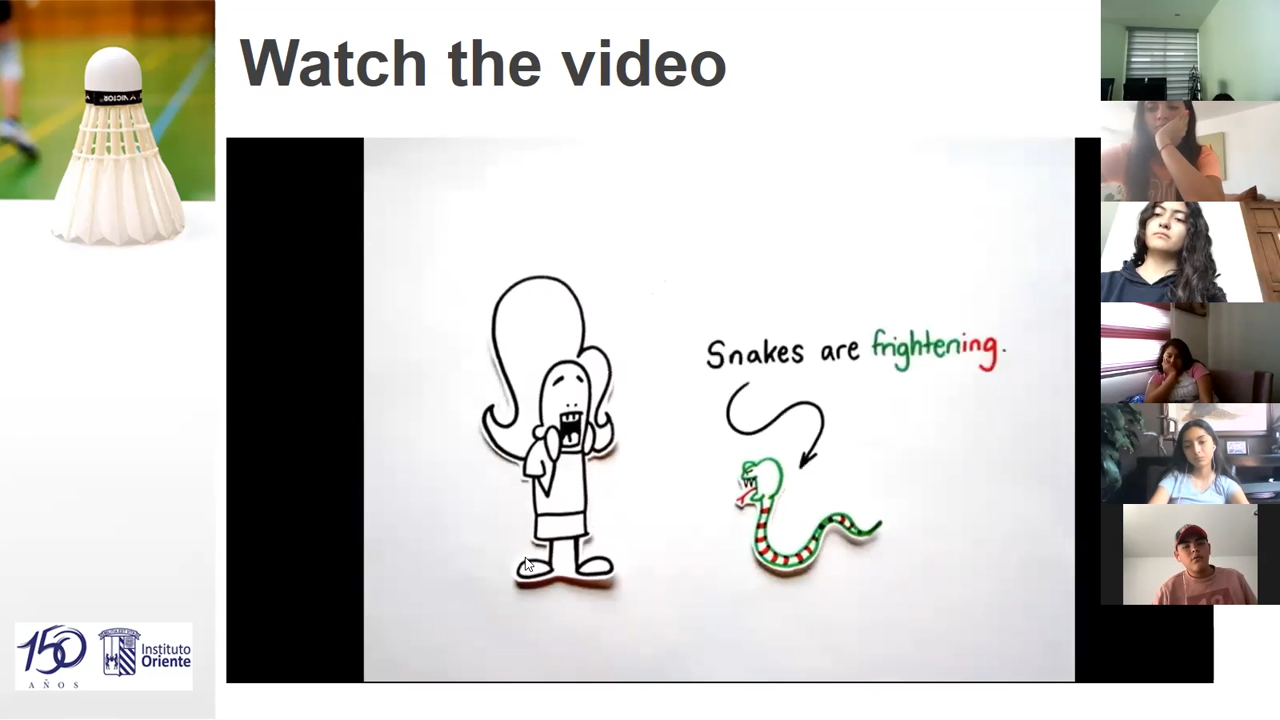 Watch the video
Snakes are frightening.
VICTOR
150
AÑOS
Instituto
Oriente